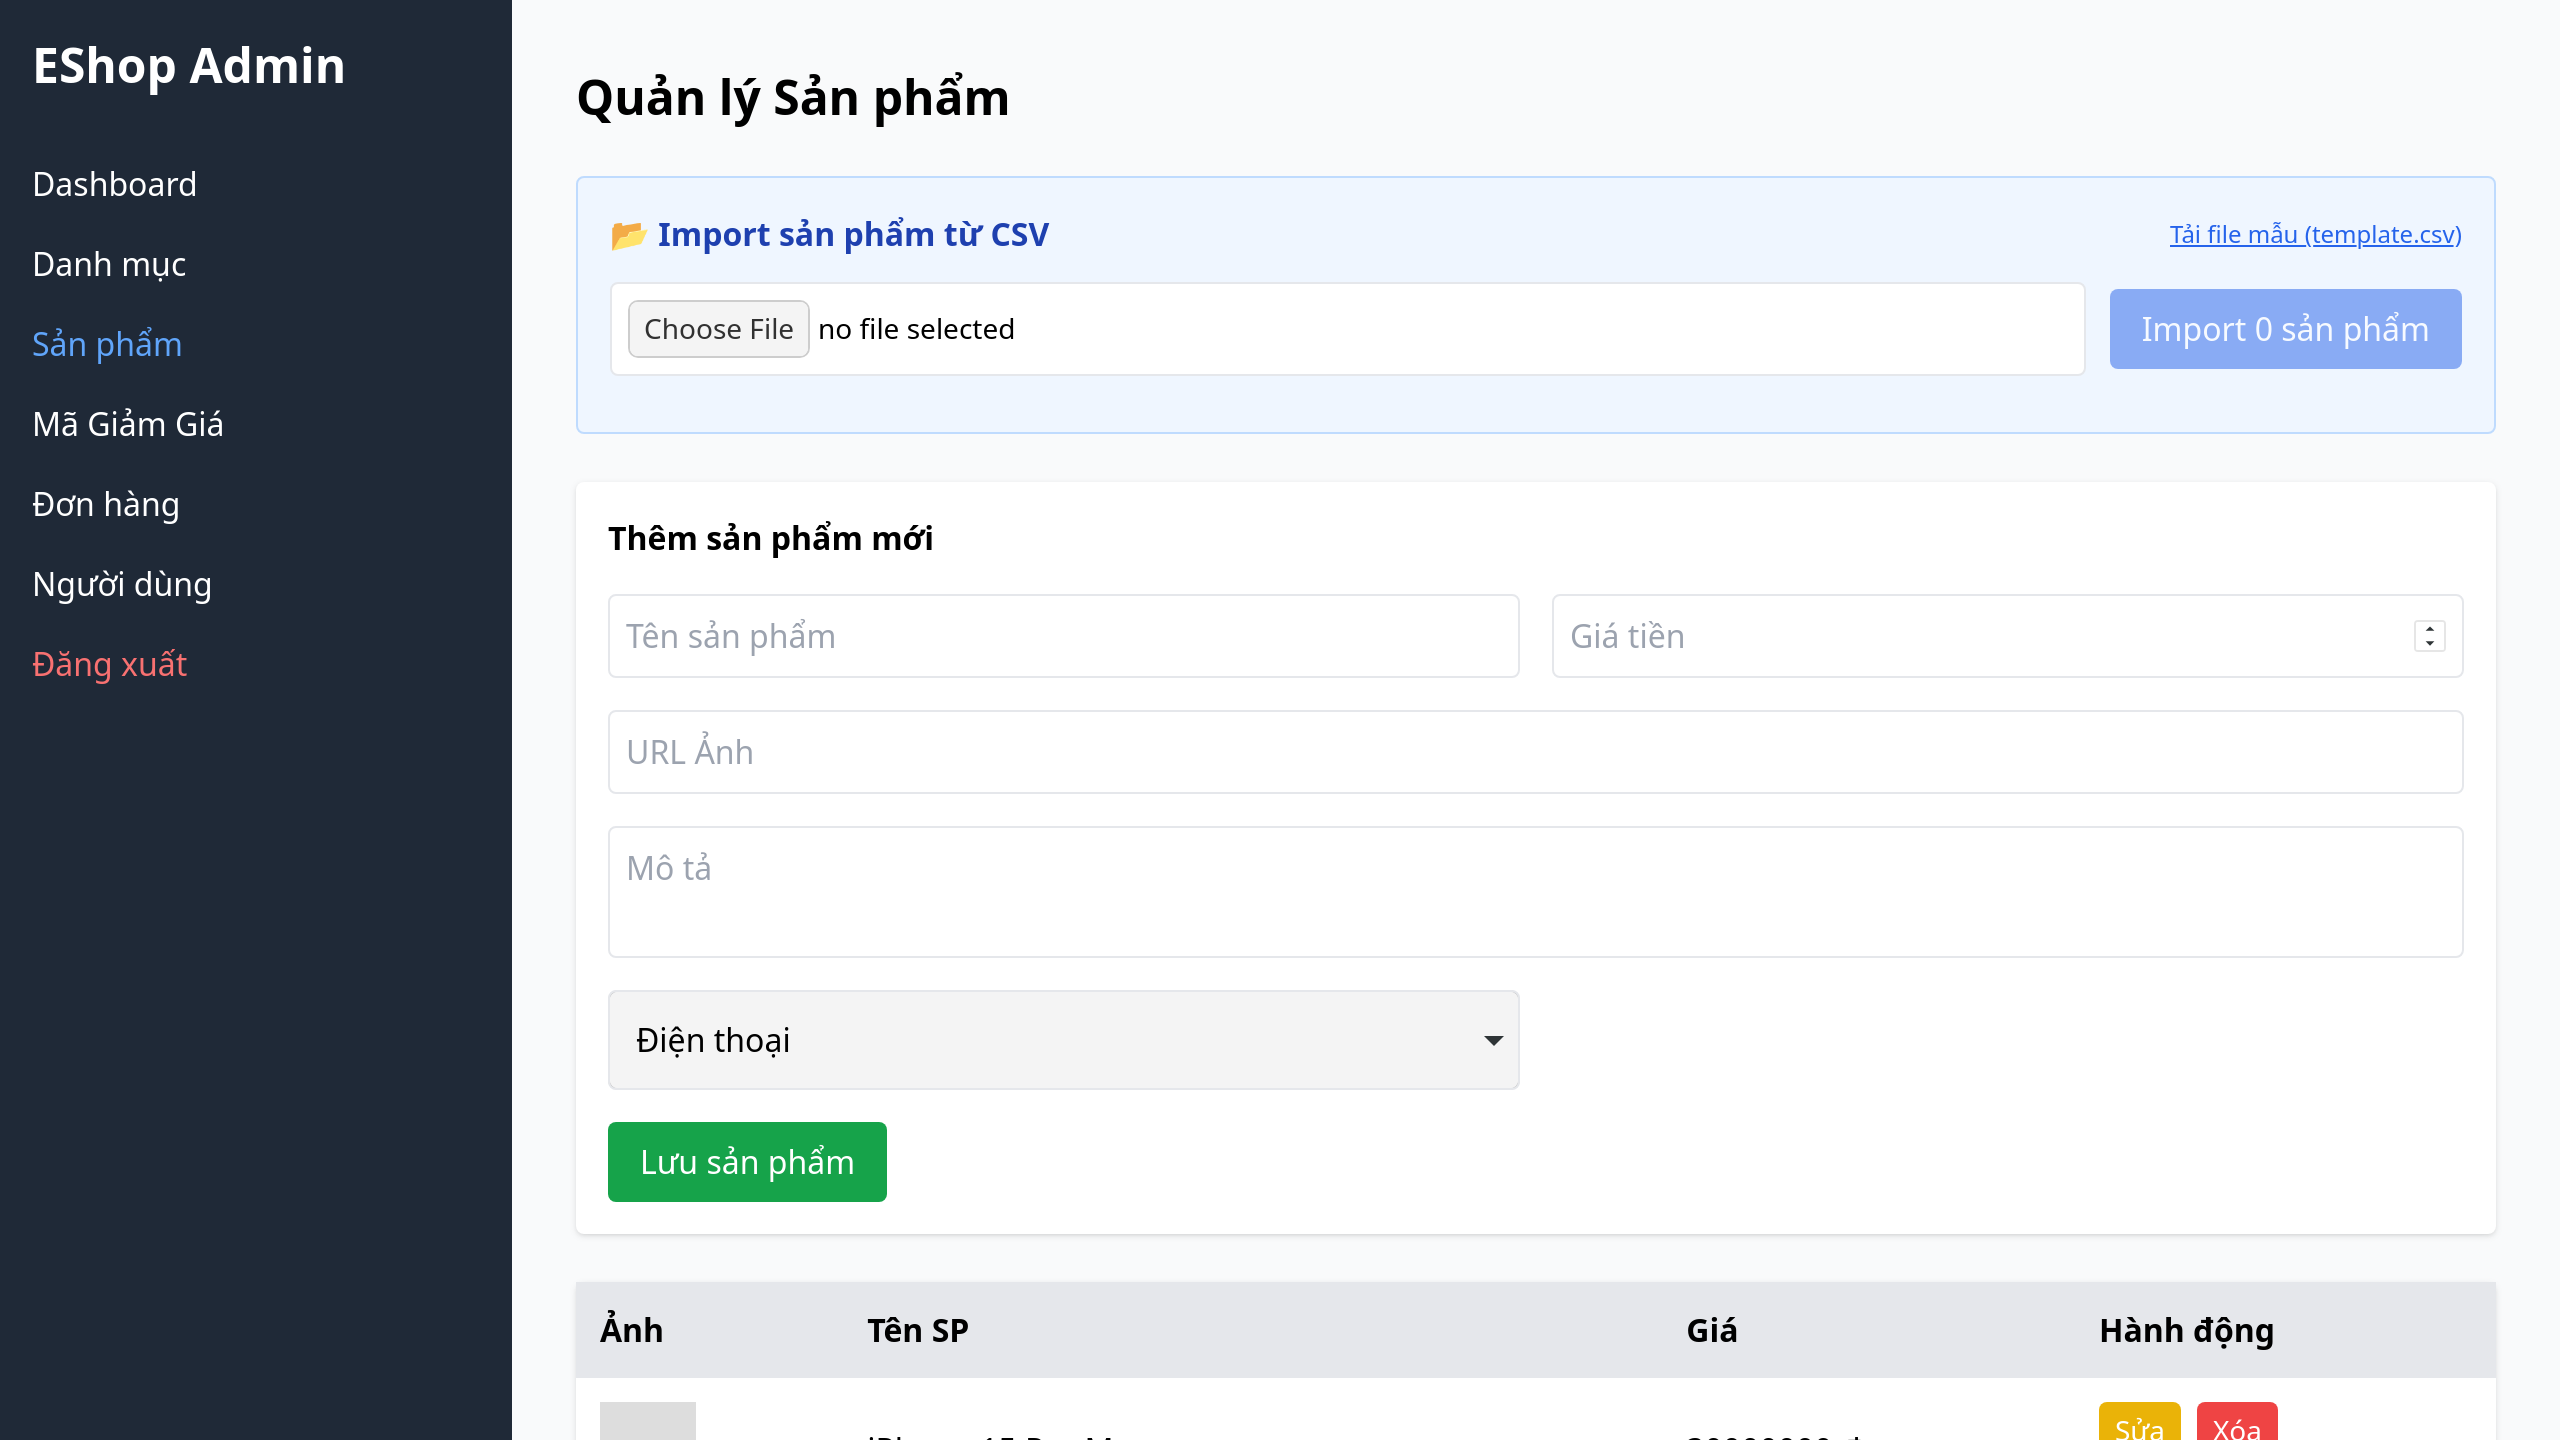 EShop Admin
Dashboard
Danh mục
Sản phẩm
Mã Giảm Giá
Đơn hàng
Người dùng
Đăng xuất
Quản lý Sản phẩm
Import sản phẩm từ CSV
Tải file mẫu (template.csv)
Choose File no file selected
Import 0 sản phẩm
Thêm sản phẩm mới
Tên sản phẩm
Giá tiền
URL Ảnh
Mô tả
Điện thoại
Lưu sản phẩm
Ảnh Tên SP Giá Hành động
Sửa Xóa